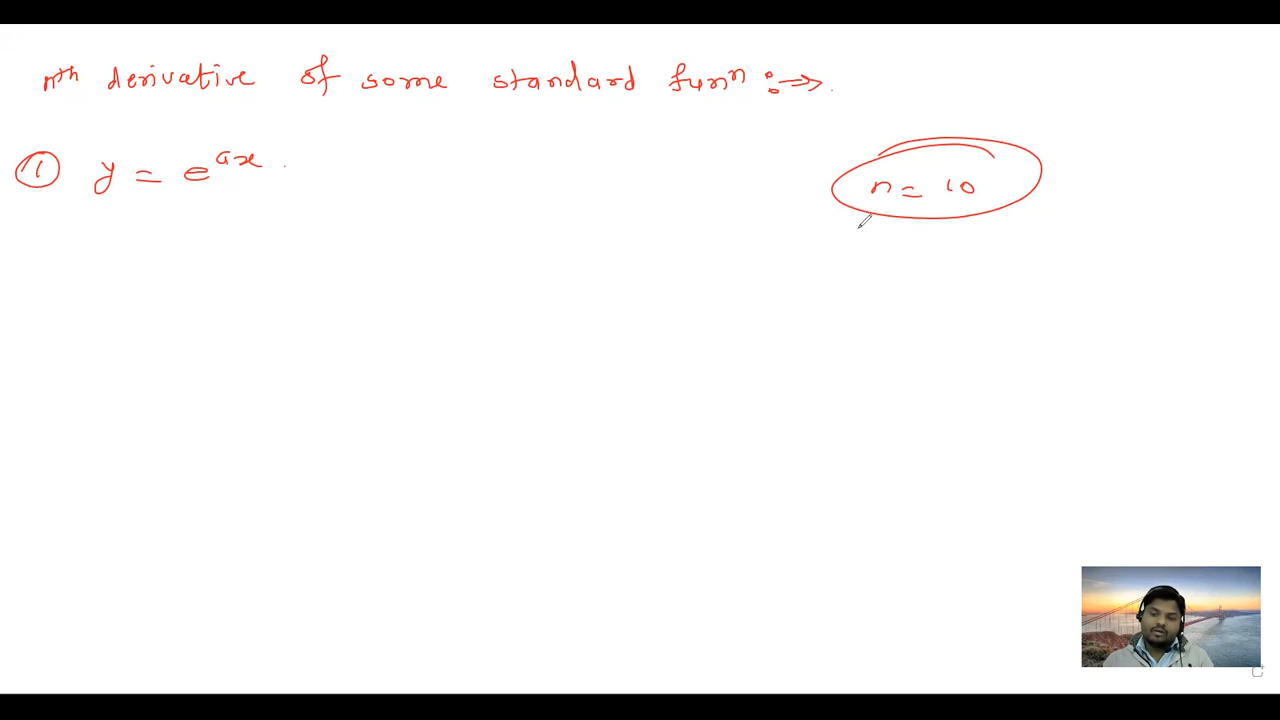 nth derivative of some standard funn :→
① y = e^{ax}
n = 10